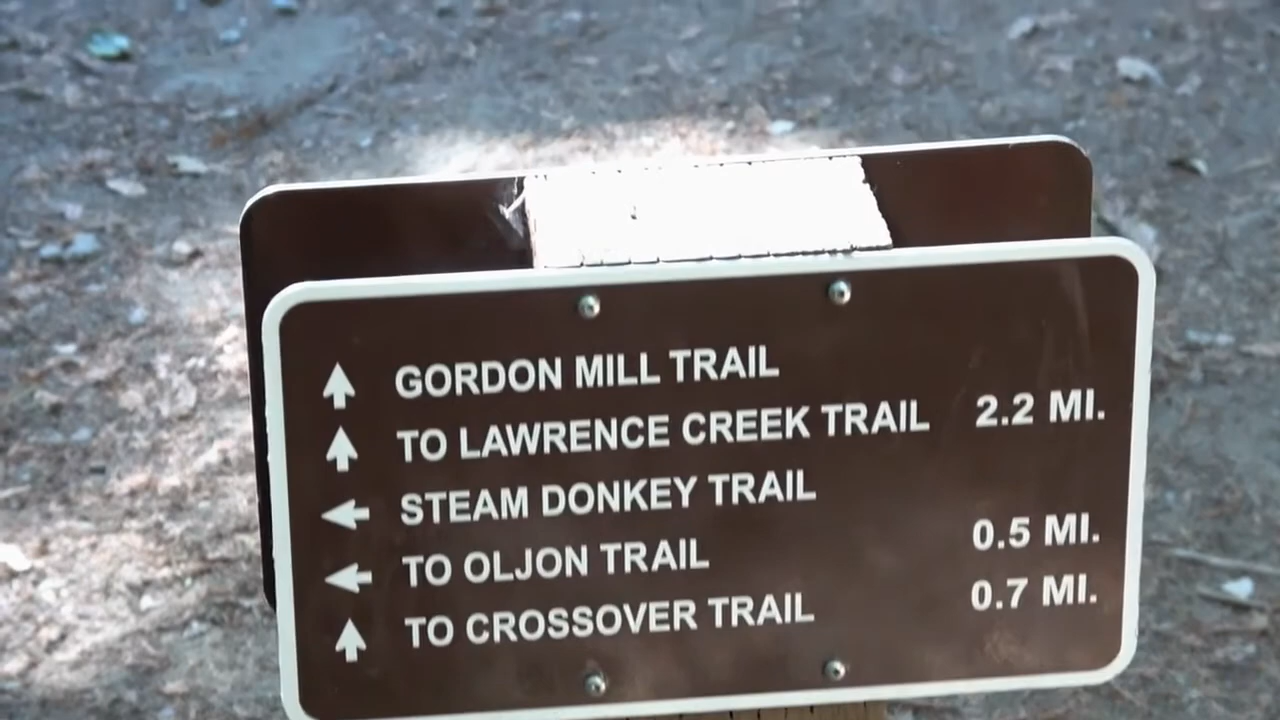 GORDON MILL TRAIL
TO LAWRENCE CREEK TRAIL 2.2 MI.
STEAM DONKEY TRAIL
TO OLJON TRAIL 0.5 MI.
TO CROSSOVER TRAIL 0.7 MI.